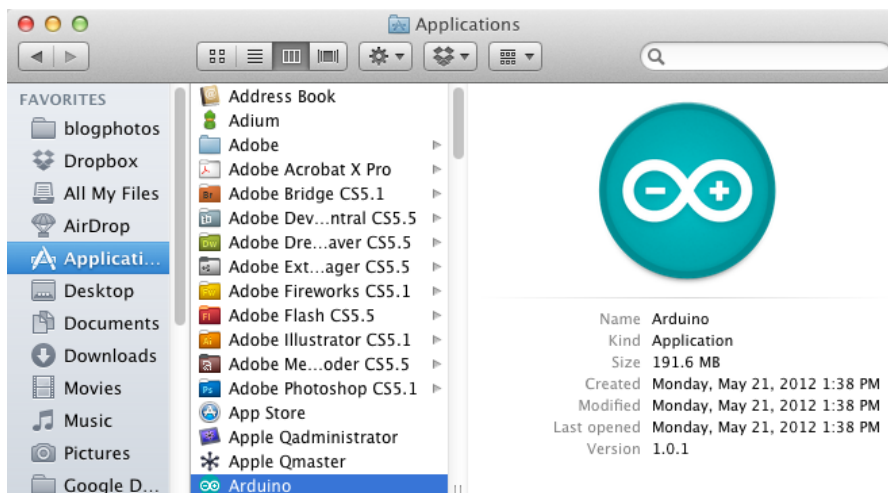 Applications
FAVORITES
blogphotos
Dropbox
All My Files
AirDrop
Applicati...
Desktop
Documents
Downloads
Movies
Music
Pictures
Google D...
Address Book
Adium
Adobe
Adobe Acrobat X Pro
Adobe Bridge CS5.1
Adobe Dev...ntral CS5.5
Adobe Dre...aver CS5.5
Adobe Ext...ager CS5.5
Adobe Fireworks CS5.1
Adobe Flash CS5.5
Adobe Illustrator CS5.1
Adobe Me...oder CS5.5
Adobe Photoshop CS5.1
App Store
Apple Qadministrator
Apple Qmaster
Arduino
Name Arduino
Kind Application
Size 191.6 MB
Created Monday, May 21, 2012 1:38 PM
Modified Monday, May 21, 2012 1:38 PM
Last opened Monday, May 21, 2012 1:38 PM
Version 1.0.1